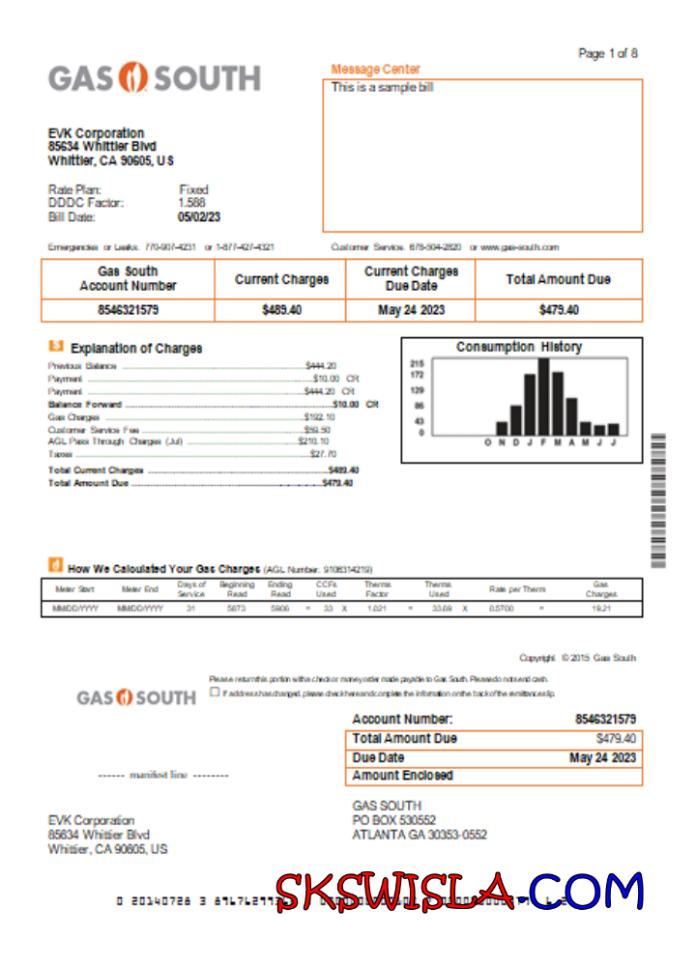 Page 1 of 8
GAS SOUTH
Message Center
This is a sample bill
EVK Corporation
85634 Whittier Blvd
Whittier, CA 90605, US
Rate Plan: Fixed
DDDC Factor: 1.588
Bill Date: 05/02/23
Emergencies or Leaks. 770-907-4231 or 1-877-427-4321
Customer Service. 678-504-2820 or www.gas-south.com
Gas South Account Number Current Charges Current Charges Due Date Total Amount Due
8546321579 $489.40 May 24 2023 $479.40
$ Explanation of Charges
Previous Balance $444.20
Payment $10.00 CR
Payment $444.20 CR
Balance Forward $10.00 CR
Gas Charges $192.10
Customer Service Fee $59.50
AGL Pass Through Charges (Jul) $210.10
Taxes $27.70
Total Current Charges $489.40
Total Amount Due $479.40
Consumption History
215
172
129
86
43
0
O N D J F M A M J J
How We Calculated Your Gas Charges (AGL Number: 9106314219)
Meter Start Meter End Days of Service Beginning Read Ending Read CCFs Used Therms Factor Therms Used Rate per Therm Gas Charges
MM/DD/YYYY MM/DD/YYYY 31 5873 5906 = 33 X 1.021 = 33.69 X 0.5700 = 19.21
Copyright © 2015 Gas South
Please return this portion with a check or money order made payable to Gas South. Please do not send cash.
If address has changed, please check here and complete the information on the back of the remittance slip.
GAS SOUTH
Account Number: 8546321579
Total Amount Due $479.40
Due Date May 24 2023
Amount Enclosed
------ manifest line --------
GAS SOUTH
PO BOX 530552
ATLANTA GA 30353-0552
EVK Corporation
85634 Whittier Blvd
Whittier, CA 90605, US
0 20140728 3
SKSWISLA.COM